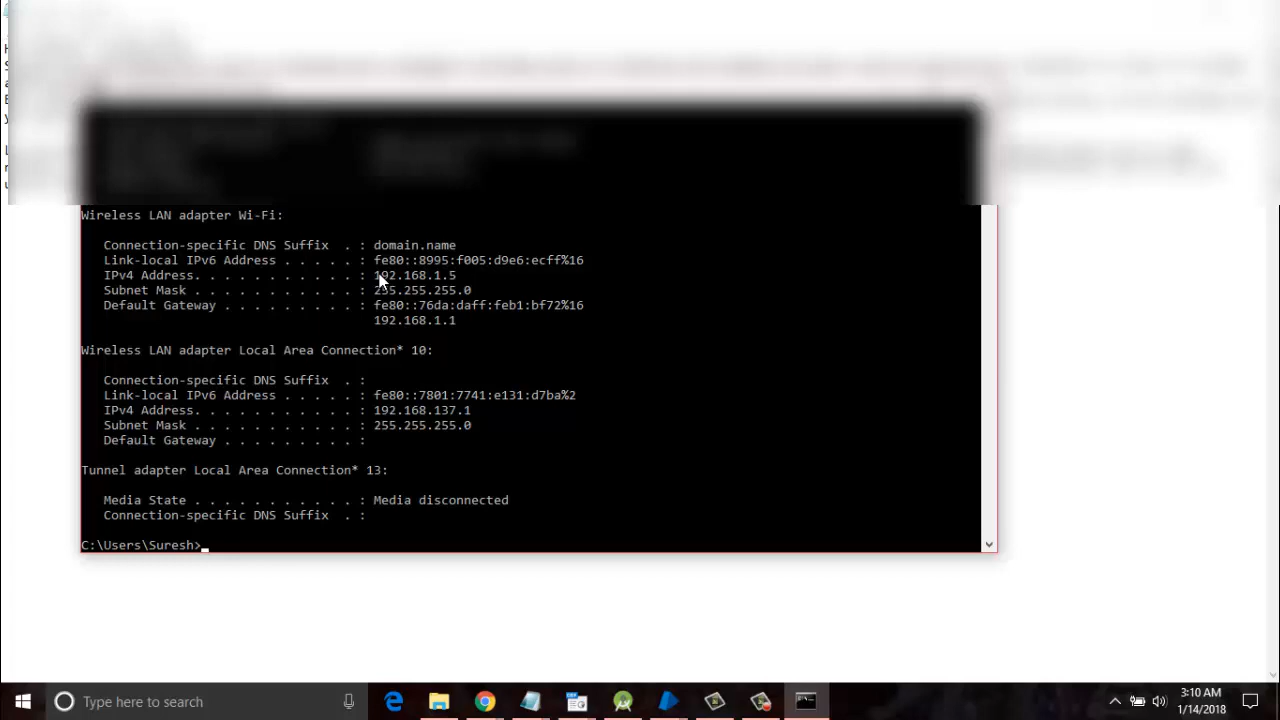 Wireless LAN adapter Wi-Fi:
Connection-specific DNS Suffix . : domain.name
Link-local IPv6 Address . . . . . : fe80::8995:f005:d9e6:ecff%16
IPv4 Address. . . . . . . . . . . : 192.168.1.5
Subnet Mask . . . . . . . . . . . : 255.255.255.0
Default Gateway . . . . . . . . . : fe80::76da:daff:feb1:bf72%16
192.168.1.1
Wireless LAN adapter Local Area Connection* 10:
Connection-specific DNS Suffix . :
Link-local IPv6 Address . . . . . : fe80::7801:7741:e131:d7ba%2
IPv4 Address. . . . . . . . . . . : 192.168.137.1
Subnet Mask . . . . . . . . . . . : 255.255.255.0
Default Gateway . . . . . . . . . :
Tunnel adapter Local Area Connection* 13:
Media State . . . . . . . . . . . : Media disconnected
Connection-specific DNS Suffix . :
C:\Users\Suresh>
Type here to search
3:10 AM
1/14/2018